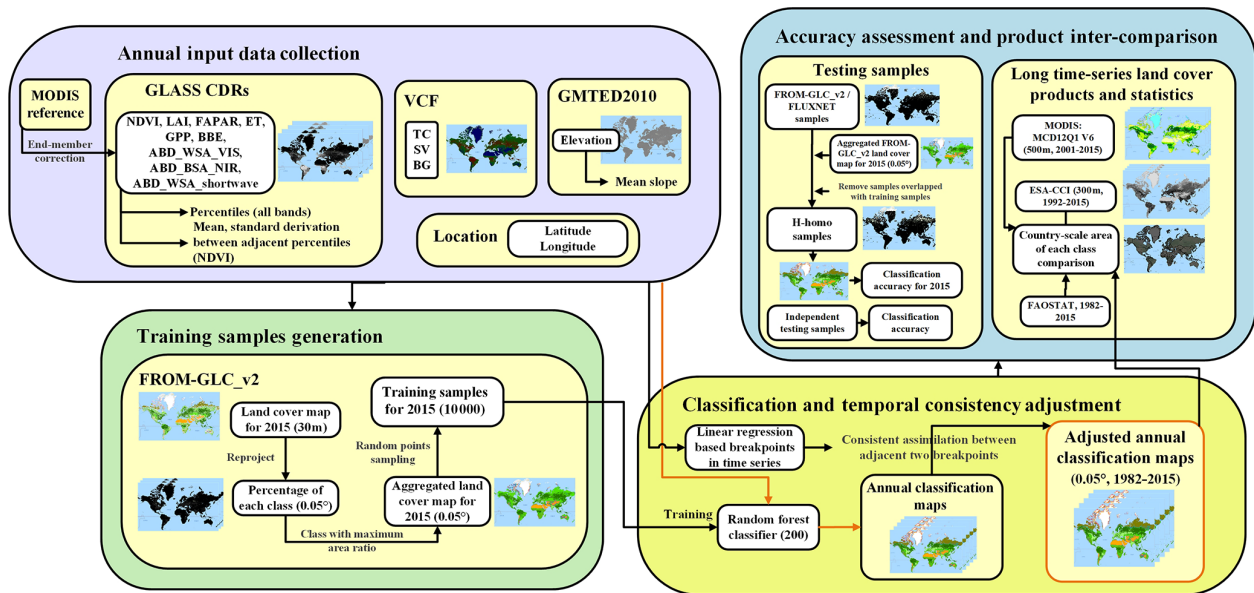 Annual input data collection
MODIS
reference
End-member
correction
GLASS CDRs
NDVI, LAI, FAPAR, ET,
GPP, BBE,
ABD_WSA_VIS,
ABD_BSA_NIR,
ABD_WSA_shortwave
Percentiles (all bands)
Mean, standard derivation
between adjacent percentiles
(NDVI)
VCF
TC
SV
BG
GMTED2010
Elevation
Mean slope
Location
Latitude
Longitude
Training samples generation
FROM-GLC_v2
Land cover map
for 2015 (30m)
Reproject
Percentage of
each class (0.05°)
Class with maximum
area ratio
Aggregated land
cover map for
2015 (0.05°)
Random points
sampling
Training samples
for 2015 (10000)
Accuracy assessment and product inter-comparison
Testing samples
FROM-GLC_v2 /
FLUXNET
samples
Aggregated FROM-
GLC_v2 land cover
map for 2015 (0.05°)
Remove samples overlapped
with training samples
H-homo
samples
Classification
accuracy for 2015
Independent
testing samples
Classification
accuracy
Long time-series land cover
products and statistics
MODIS:
MCD12Q1 V6
(500m, 2001-2015)
ESA-CCI (300m,
1992-2015)
Country-scale area
of each class
comparison
FAOSTAT, 1982-
2015
Classification and temporal consistency adjustment
Linear regression
based breakpoints
in time series
Consistent assimilation between
adjacent two breakpoints
Training
Random forest
classifier (200)
Annual classification
maps
Adjusted annual
classification maps
(0.05°, 1982-2015)